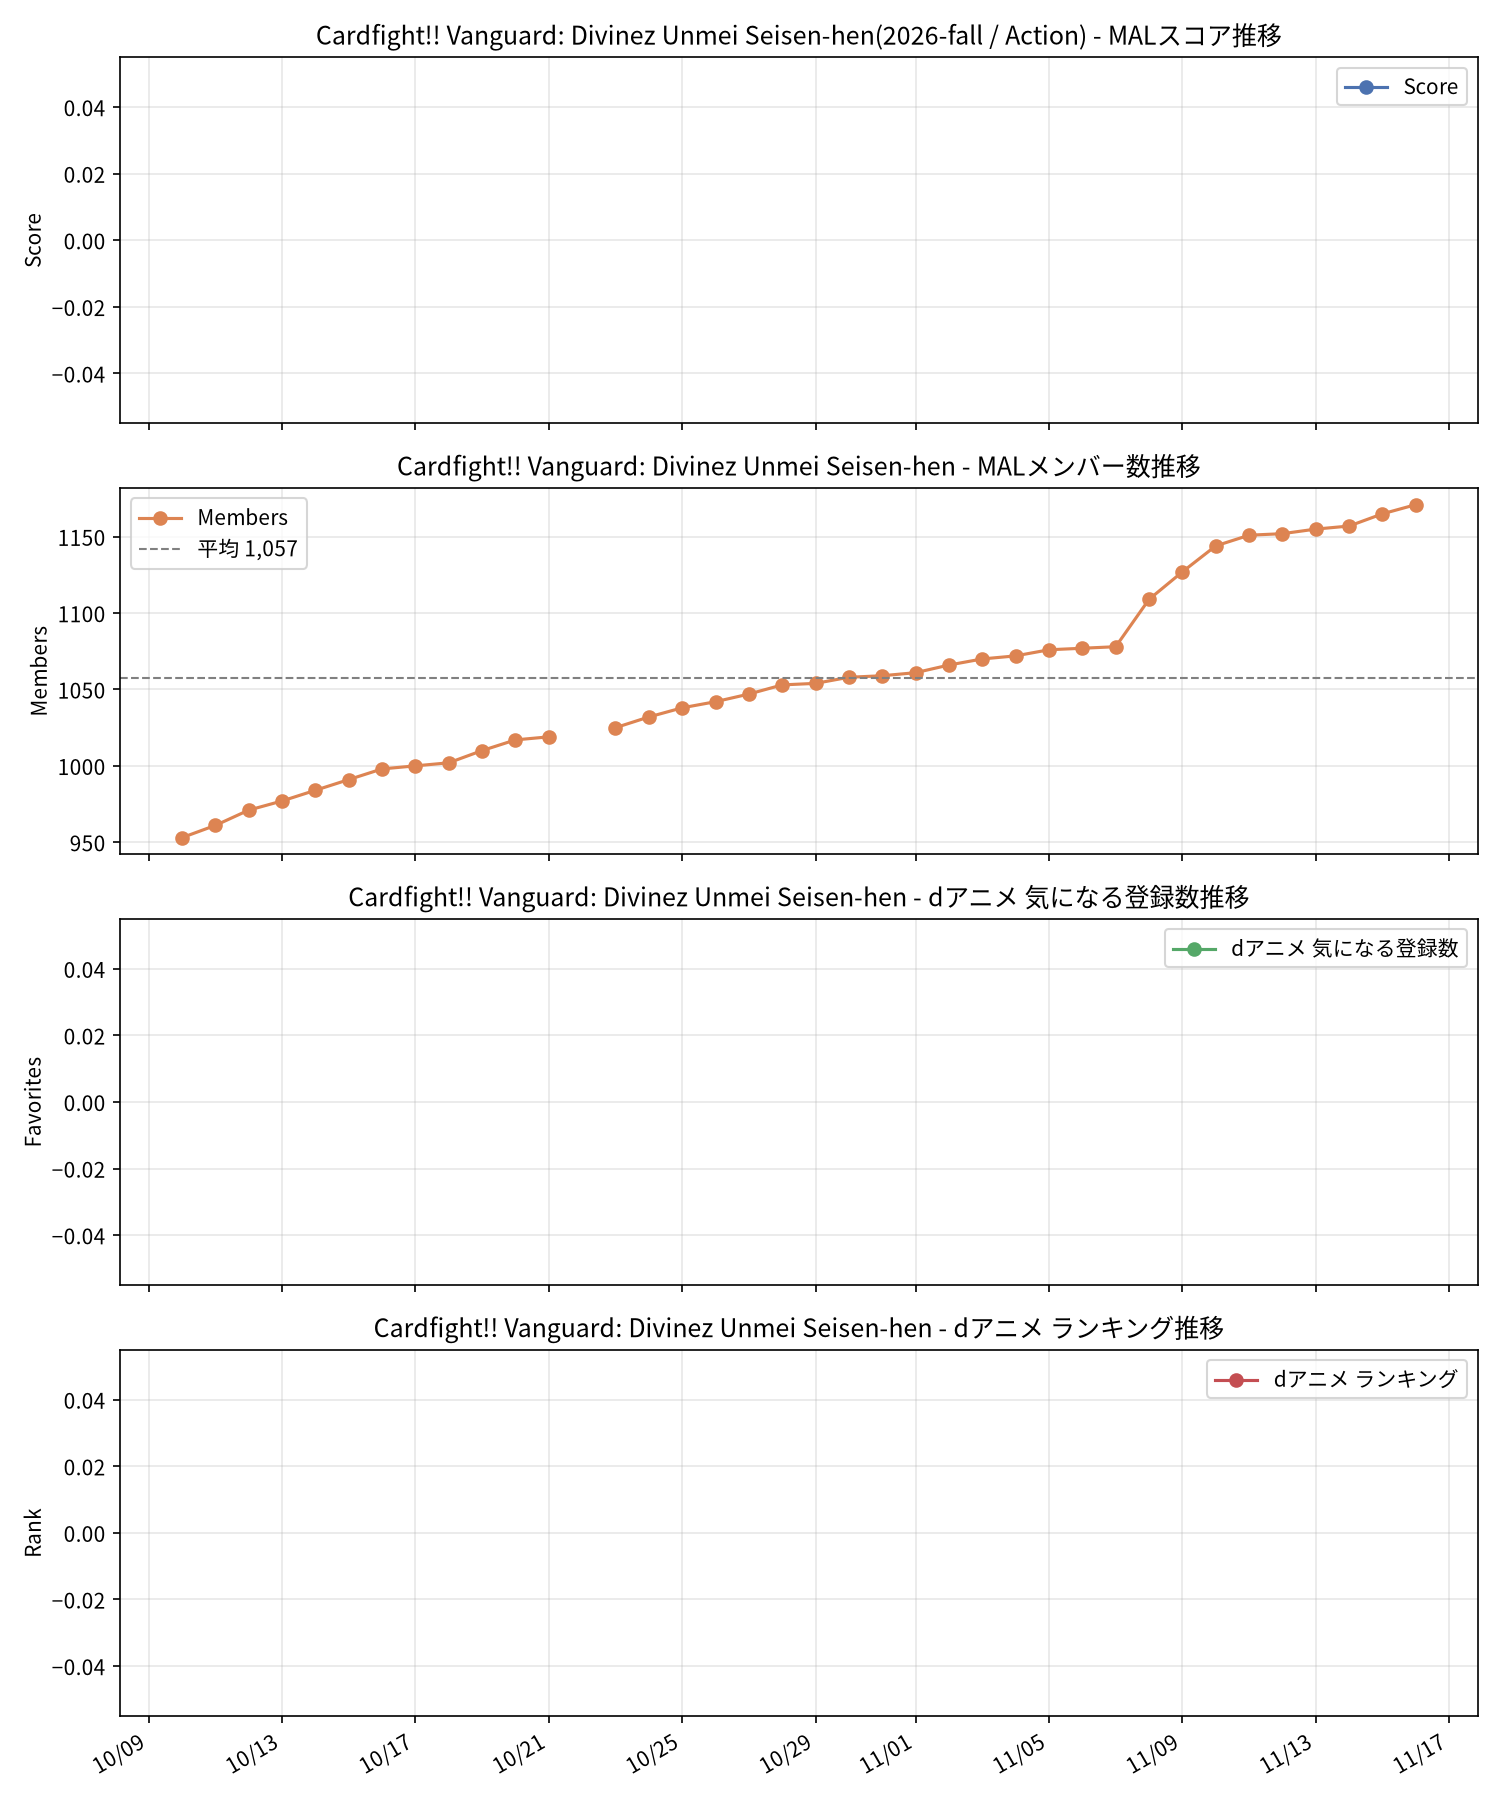 Cardfight!! Vanguard: Divinez Unmei Seisen-hen(2026-fall / Action) - MALスコア推移
Score
0.04
0.02
0.00
−0.02
−0.04
Score
Cardfight!! Vanguard: Divinez Unmei Seisen-hen - MALメンバー数推移
Members
平均 1,057
1150
1100
1050
1000
950
Members
Cardfight!! Vanguard: Divinez Unmei Seisen-hen - dアニメ 気になる登録数推移
dアニメ 気になる登録数
0.04
0.02
0.00
−0.02
−0.04
Favorites
Cardfight!! Vanguard: Divinez Unmei Seisen-hen - dアニメ ランキング推移
dアニメ ランキング
0.04
0.02
0.00
−0.02
−0.04
Rank
10/09 10/13 10/17 10/21 10/25 10/29 11/01 11/05 11/09 11/13 11/17